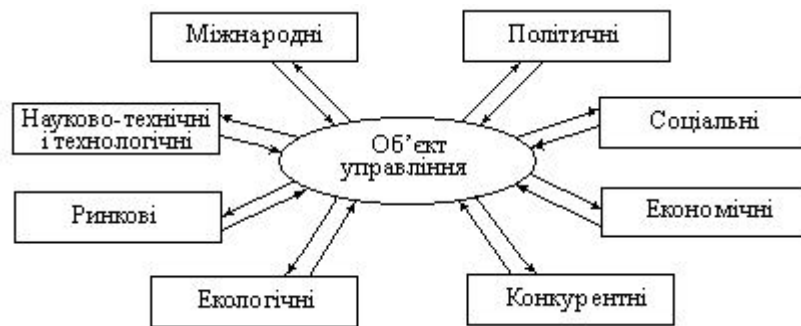 Міжнародні
Політичні
Науково-технічні
і технологічні
Об’єкт
управління
Соціальні
Ринкові
Економічні
Екологічні
Конкурентні